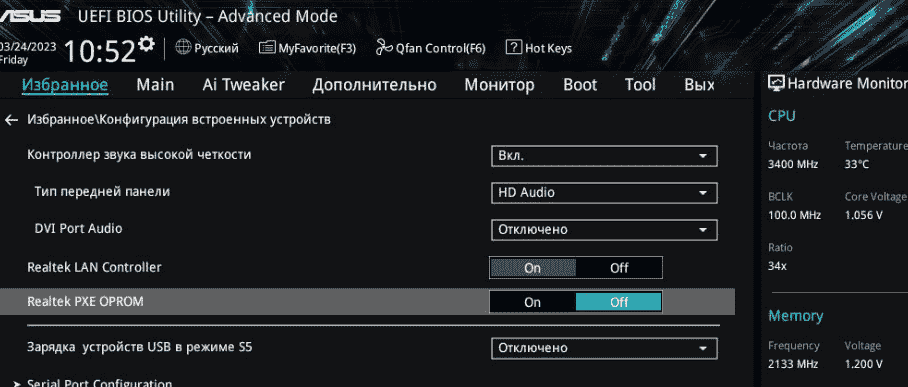 ASUS UEFI BIOS Utility – Advanced Mode
03/24/2023
Friday
10:52
Русский MyFavorite(F3) Qfan Control(F6) ? Hot Keys
Избранное Main Ai Tweaker Дополнительно Монитор Boot Tool Вых
Hardware Monitor
← Избранное\Конфигурация встроенных устройств
CPU
Контроллер звука высокой четкости Вкл.
Частота Temperature
3400 MHz 33°C
Тип передней панели HD Audio
BCLK Core Voltage
100.0 MHz 1.056 V
DVI Port Audio Отключено
Ratio
34x
Realtek LAN Controller On Off
Realtek PXE OPROM On Off
Memory
Зарядка устройств USB в режиме S5 Отключено
Frequency Voltage
2133 MHz 1.200 V
Serial Port Configuration